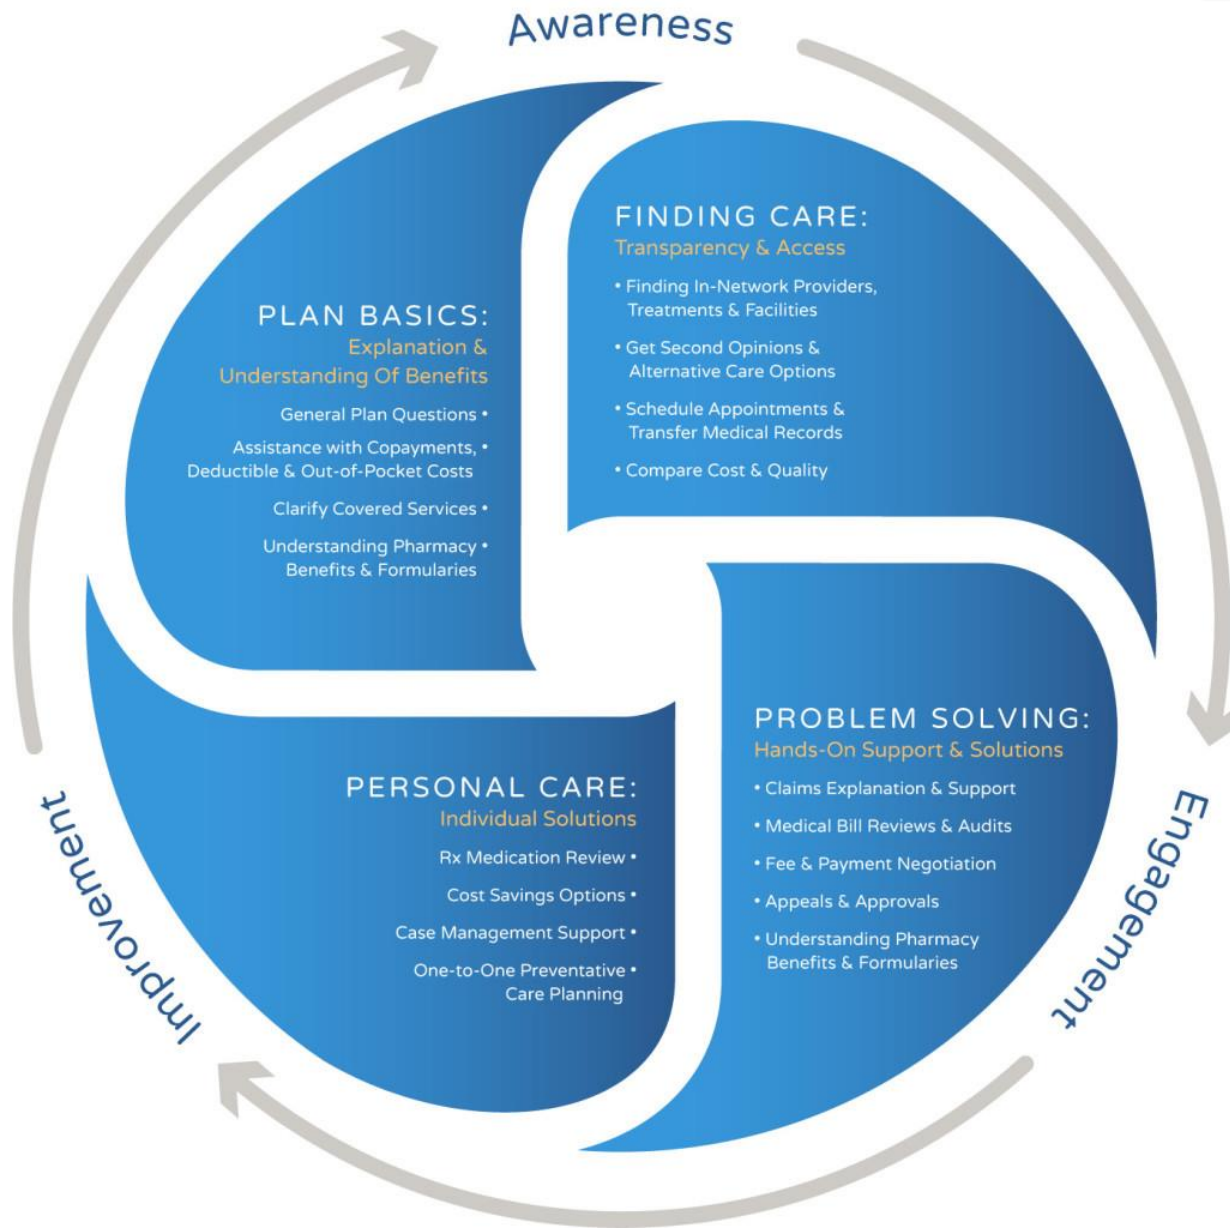 Awareness
PLAN BASICS:
Explanation &
Understanding Of Benefits
General Plan Questions •
Assistance with Copayments, •
Deductible & Out-of-Pocket Costs
Clarify Covered Services •
Understanding Pharmacy •
Benefits & Formularies
FINDING CARE:
Transparency & Access
• Finding In-Network Providers,
Treatments & Facilities
• Get Second Opinions &
Alternative Care Options
• Schedule Appointments &
Transfer Medical Records
• Compare Cost & Quality
PROBLEM SOLVING:
Hands-On Support & Solutions
• Claims Explanation & Support
• Medical Bill Reviews & Audits
• Fee & Payment Negotiation
• Appeals & Approvals
• Understanding Pharmacy
Benefits & Formularies
PERSONAL CARE:
Individual Solutions
Rx Medication Review •
Cost Savings Options •
Case Management Support •
One-to-One Preventative •
Care Planning
Engagement
Improvement